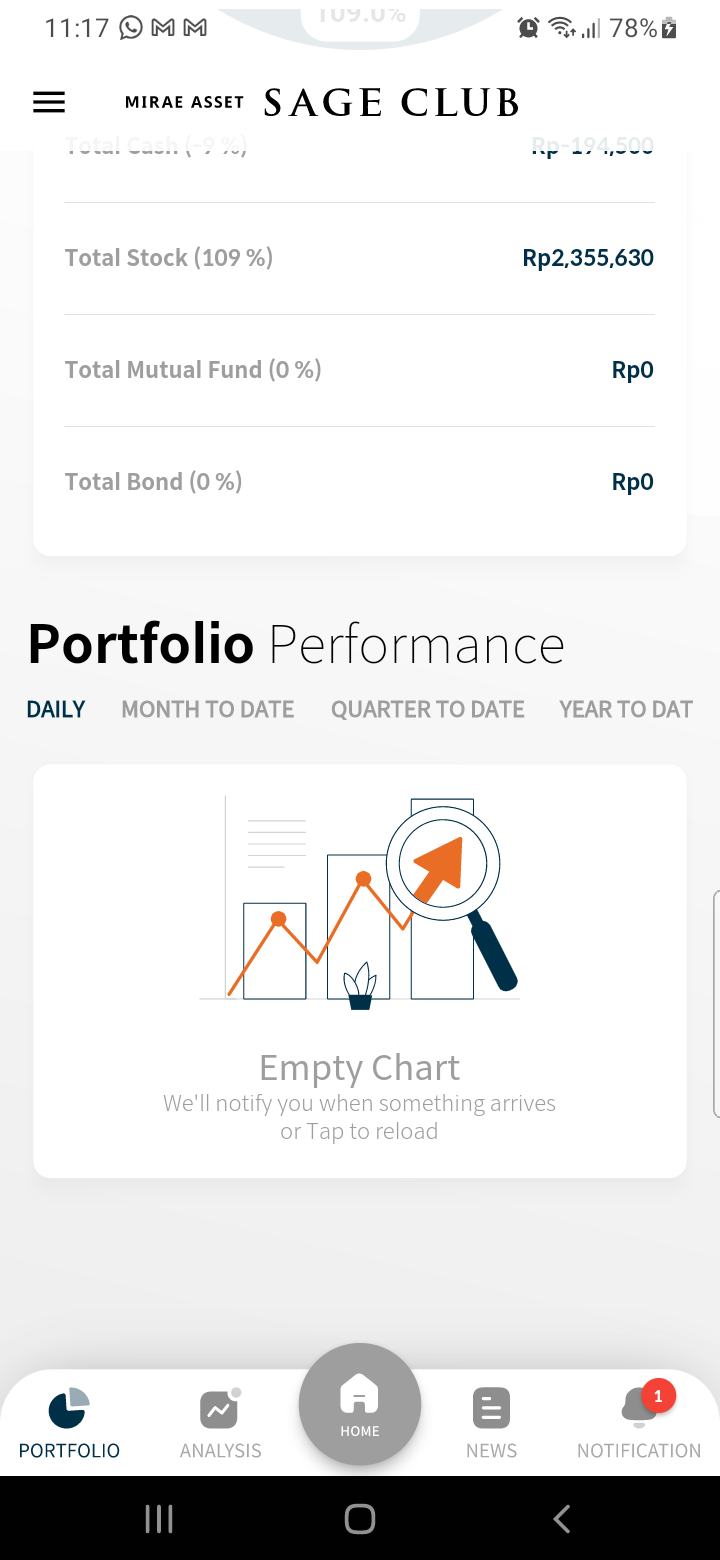 11:17 78%
109.0%
MIRAE ASSET SAGE CLUB
Total Cash (-9 %) Rp-194,500
Total Stock (109 %) Rp2,355,630
Total Mutual Fund (0 %) Rp0
Total Bond (0 %) Rp0
Portfolio Performance
DAILY MONTH TO DATE QUARTER TO DATE YEAR TO DAT
Empty Chart
We'll notify you when something arrives
or Tap to reload
1
HOME
PORTFOLIO ANALYSIS NEWS NOTIFICATION